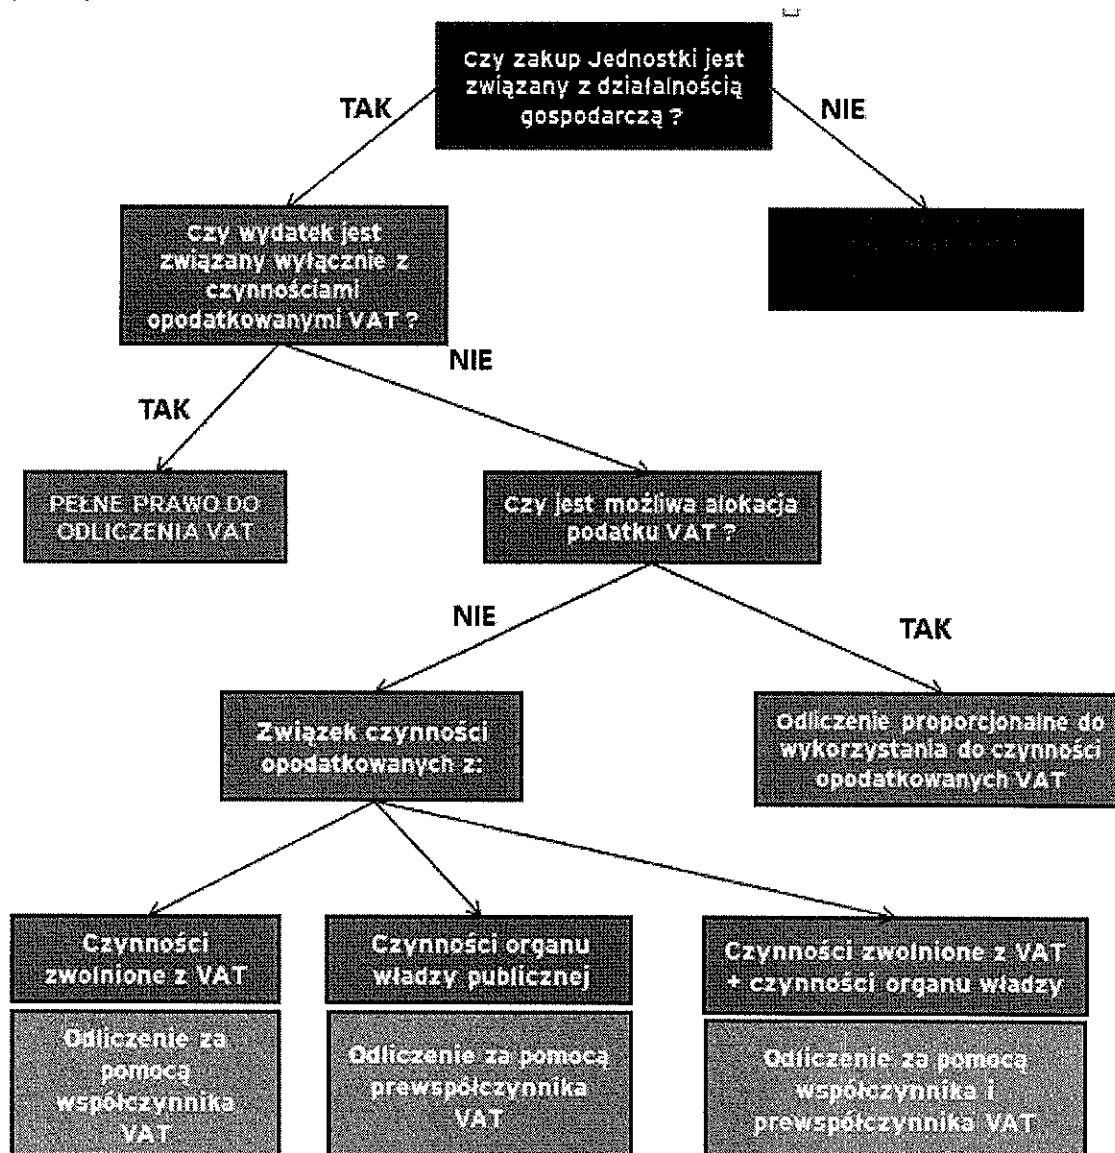 Czy zakup Jednostki jest
związany z działalnością
gospodarczą ?
TAK
NIE
Czy wydatek jest
związany wyłącznie z
czynnościami
opodatkowanymi VAT ?
NIE
TAK
PEŁNE PRAWO DO
ODLICZENIA VAT
Czy jest możliwa alokacja
podatku VAT ?
NIE
TAK
Związek czynności
opodatkowanych z:
Odliczenie proporcjonalne do
wykorzystania do czynności
opodatkowanych VAT
Czynności
zwolnione z VAT
Czynności organu
władzy publicznej
Czynności zwolnione z VAT
+ czynności organu władzy
Odliczenie za
pomocą
współczynnika
VAT
Odliczenie za pomocą
prewspółczynnika
VAT
Odliczenie za pomocą
współczynnika i
prewspółczynnika VAT